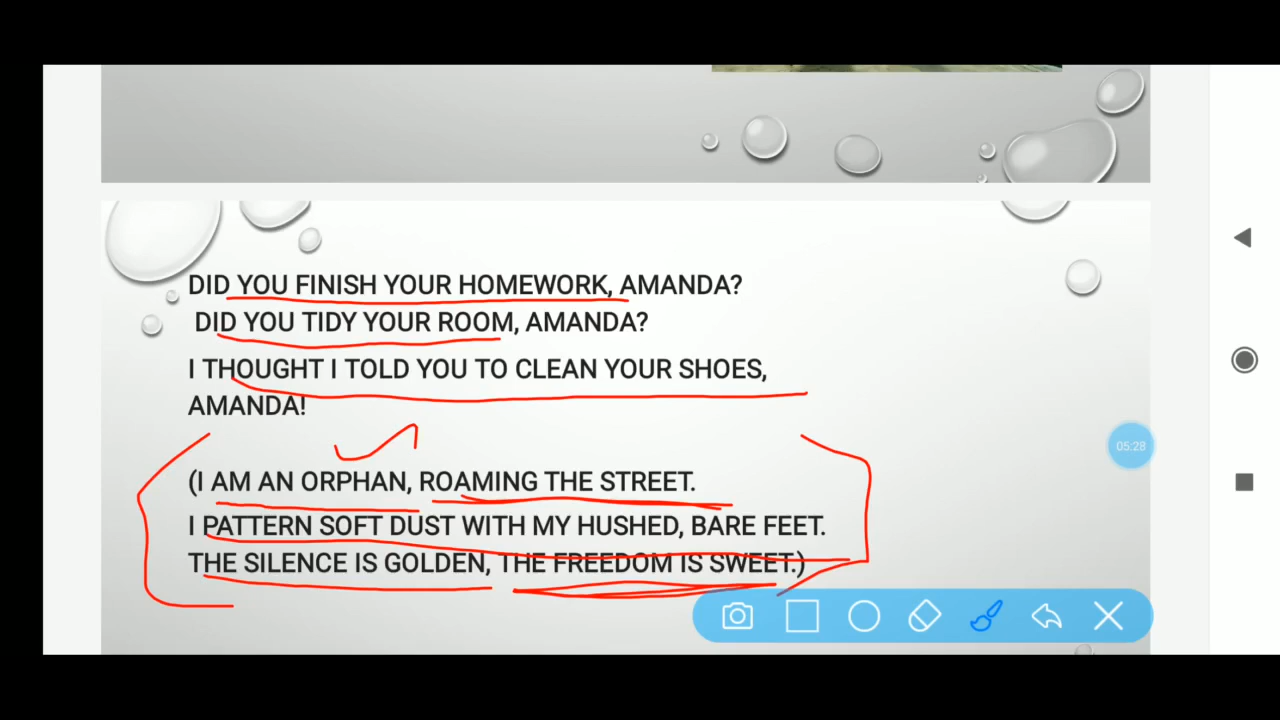 DID YOU FINISH YOUR HOMEWORK, AMANDA?
DID YOU TIDY YOUR ROOM, AMANDA?
I THOUGHT I TOLD YOU TO CLEAN YOUR SHOES,
AMANDA!
(I AM AN ORPHAN, ROAMING THE STREET.
I PATTERN SOFT DUST WITH MY HUSHED, BARE FEET.
THE SILENCE IS GOLDEN, THE FREEDOM IS SWEET.)
05:28